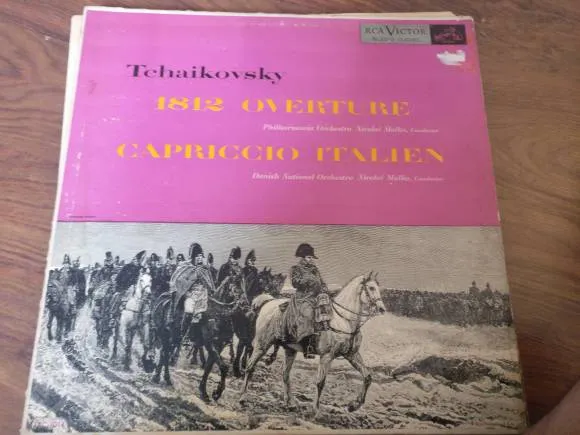 RCA VICTOR
Tchaikovsky
1812 OVERTURE
Philharmonia Orchestra Nicolai Malko, Conductor
CAPRICCIO ITALIEN
Danish National Orchestra Nicolai Malko, Conductor